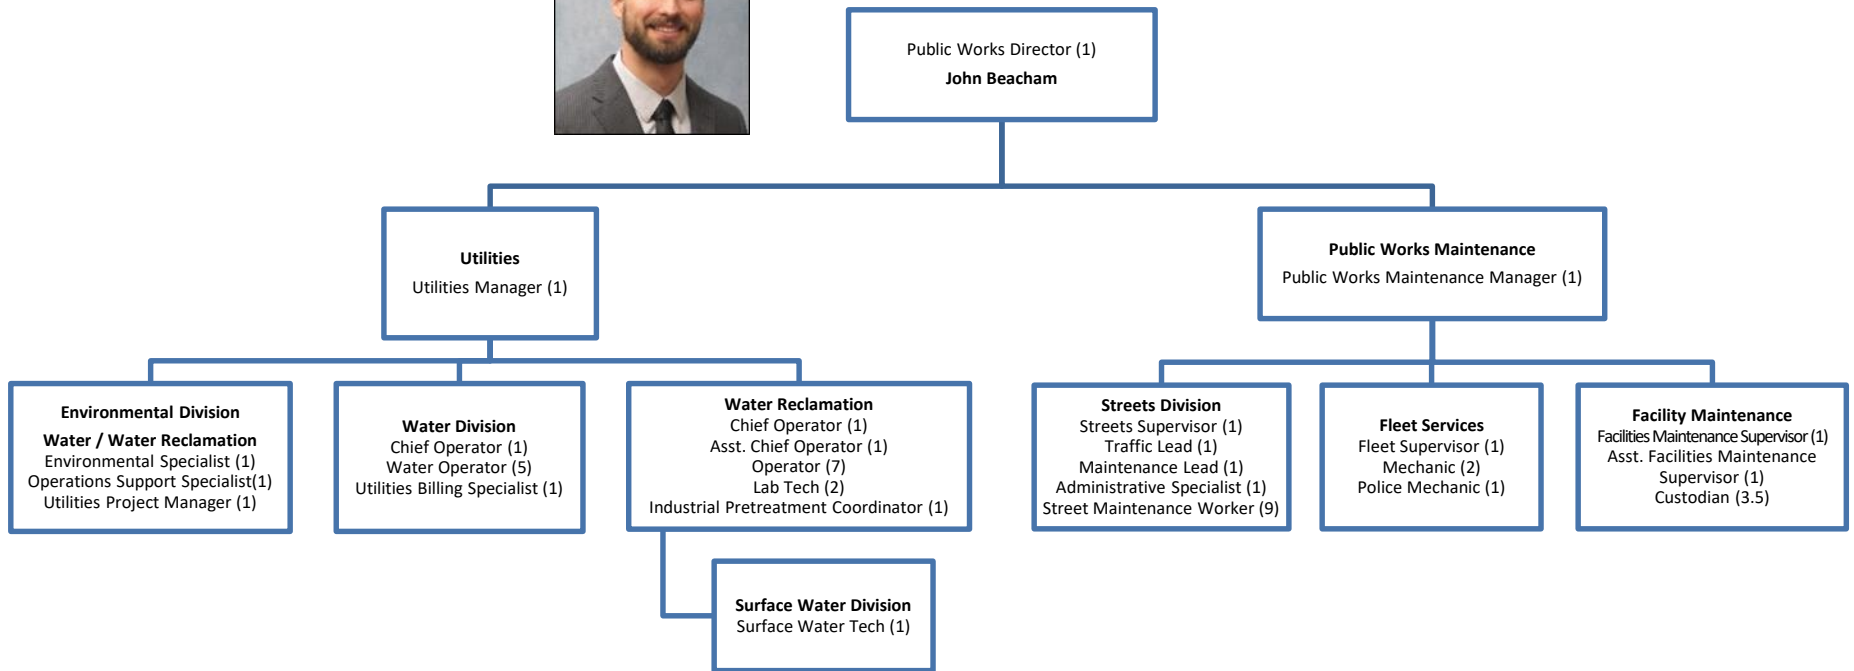 Public Works Director (1)
John Beacham
Utilities
Utilities Manager (1)
Public Works Maintenance
Public Works Maintenance Manager (1)
Environmental Division
Water / Water Reclamation
Environmental Specialist (1)
Operations Support Specialist(1)
Utilities Project Manager (1)
Water Division
Chief Operator (1)
Water Operator (5)
Utilities Billing Specialist (1)
Water Reclamation
Chief Operator (1)
Asst. Chief Operator (1)
Operator (7)
Lab Tech (2)
Industrial Pretreatment Coordinator (1)
Surface Water Division
Surface Water Tech (1)
Streets Division
Streets Supervisor (1)
Traffic Lead (1)
Maintenance Lead (1)
Administrative Specialist (1)
Street Maintenance Worker (9)
Fleet Services
Fleet Supervisor (1)
Mechanic (2)
Police Mechanic (1)
Facility Maintenance
Facilities Maintenance Supervisor (1)
Asst. Facilities Maintenance
Supervisor (1)
Custodian (3.5)